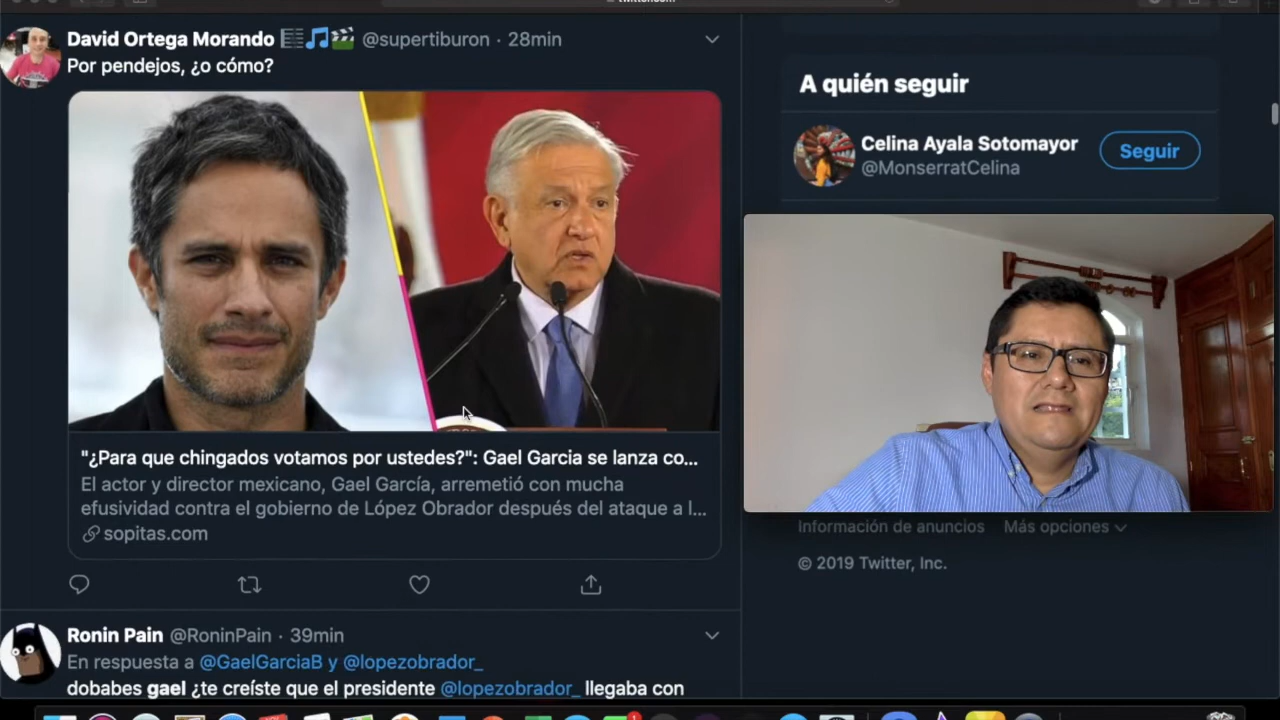 David Ortega Morando @supertiburon · 28min
Por pendejos, ¿o cómo?
"¿Para que chingados votamos por ustedes?": Gael Garcia se lanza co...
El actor y director mexicano, Gael García, arremetió con mucha
efusividad contra el gobierno de López Obrador después del ataque a l...
sopitas.com
Ronin Pain @RoninPain · 39min
En respuesta a @GaelGarciaB y @lopezobrador_
dobabes gael ¿te creíste que el presidente @lopezobrador_ llegaba con
A quién seguir
Celina Ayala Sotomayor
@MonserratCelina
Seguir
Información de anuncios Más opciones
© 2019 Twitter, Inc.